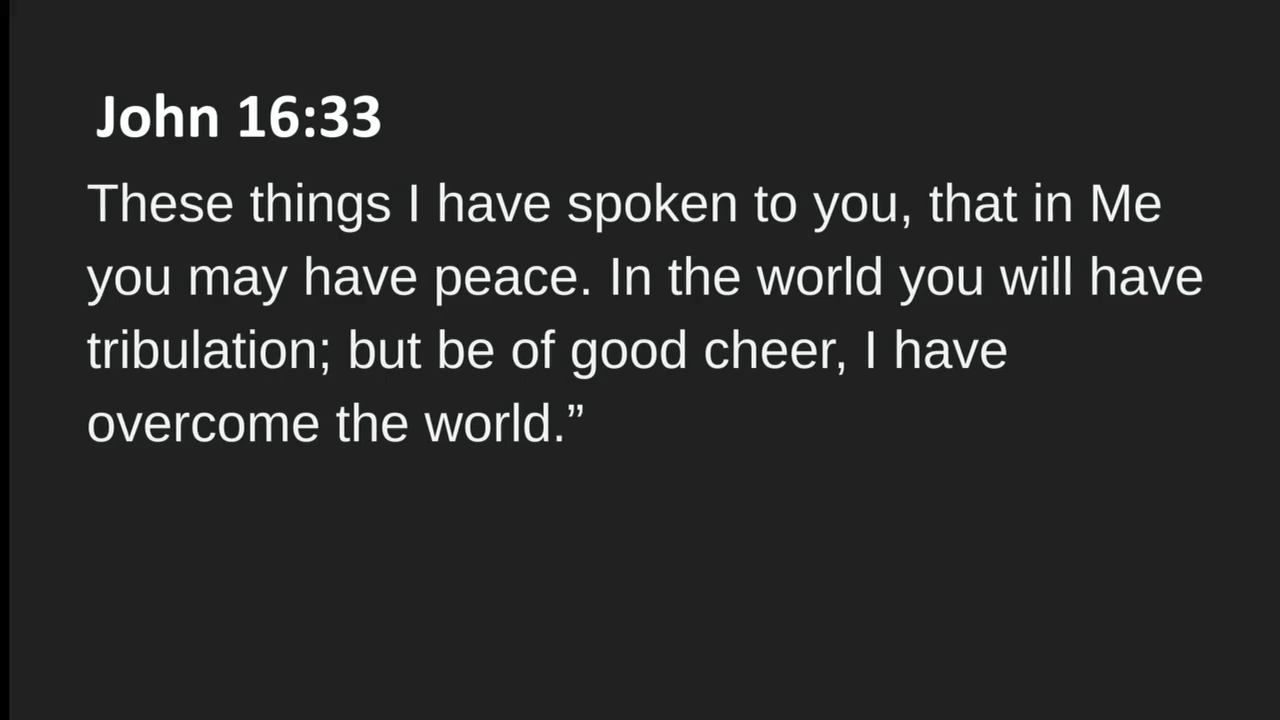 John 16:33
These things I have spoken to you, that in Me
you may have peace. In the world you will have
tribulation; but be of good cheer, I have
overcome the world.”